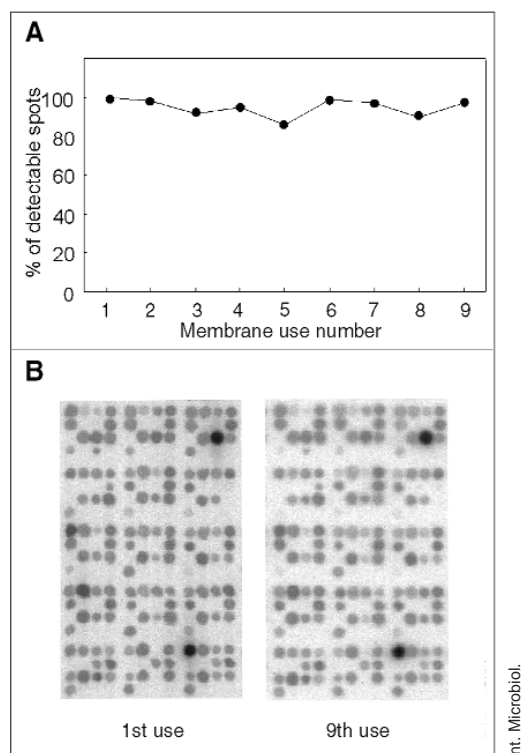 A
% of detectable spots
100
80
60
40
20
0
1 2 3 4 5 6 7 8 9
Membrane use number
B
1st use 9th use
nt. Microbiol.